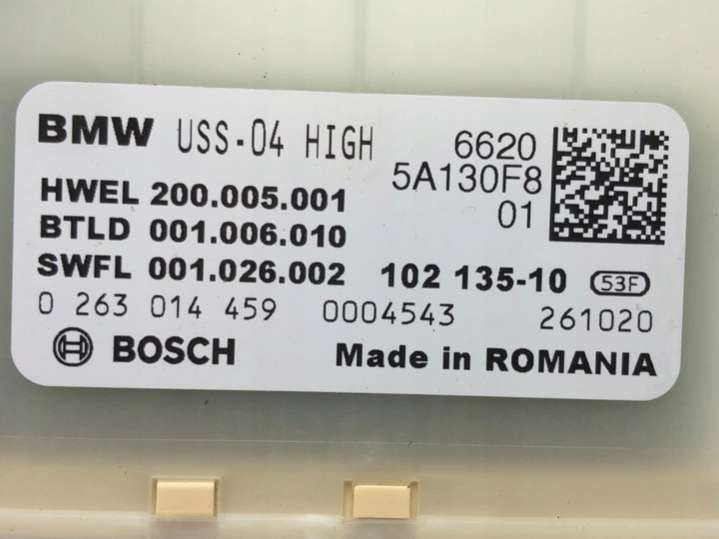 BMW USS-04 HIGH 6620
5A130F8
HWEL 200.005.001 01
BTLD 001.006.010
SWFL 001.026.002 102 135-10 53F
0 263 014 459 0004543 261020
BOSCH Made in ROMANIA